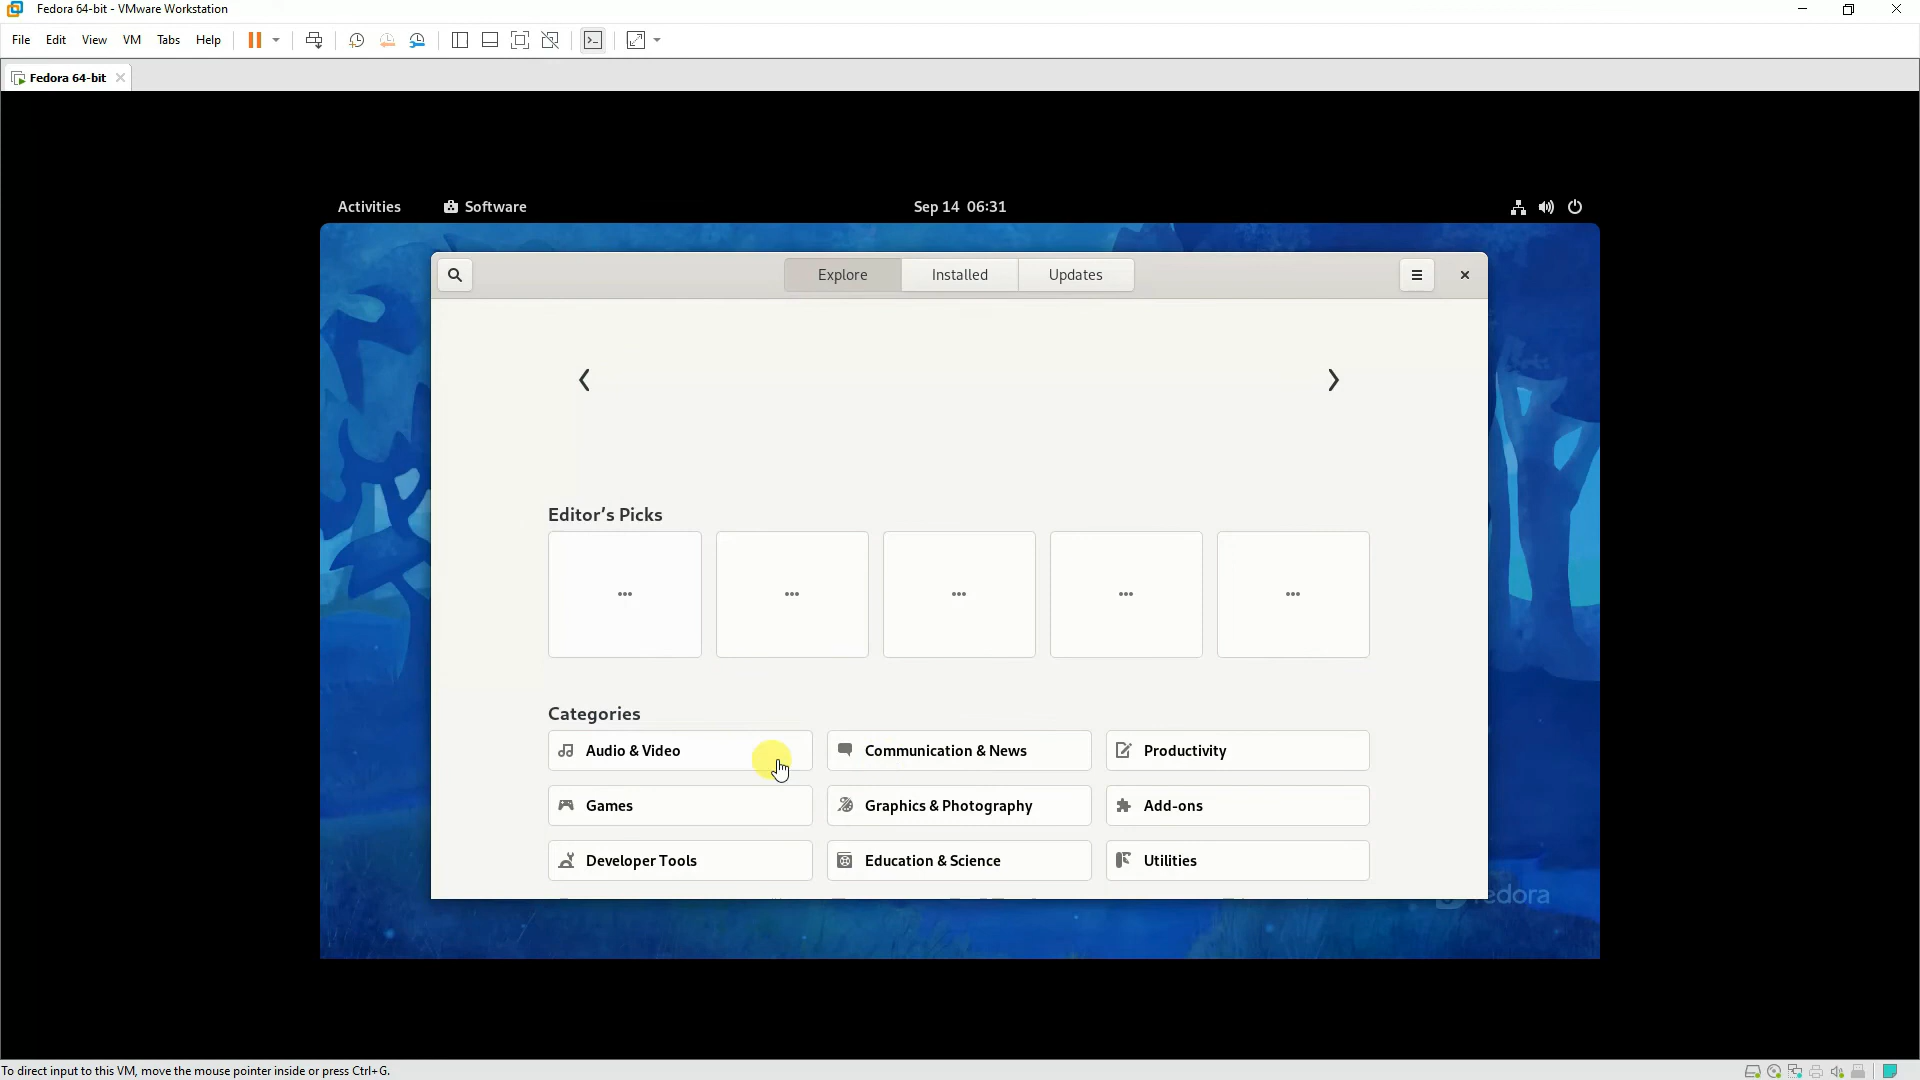 Fedora 64-bit - VMware Workstation
File Edit View VM Tabs Help
Fedora 64-bit
Activities Software Sep 14 06:31
Explore Installed Updates
Editor's Picks
Categories
Audio & Video Communication & News Productivity
Games Graphics & Photography Add-ons
Developer Tools Education & Science Utilities
fedora
To direct input to this VM, move the mouse pointer inside or press Ctrl+G.